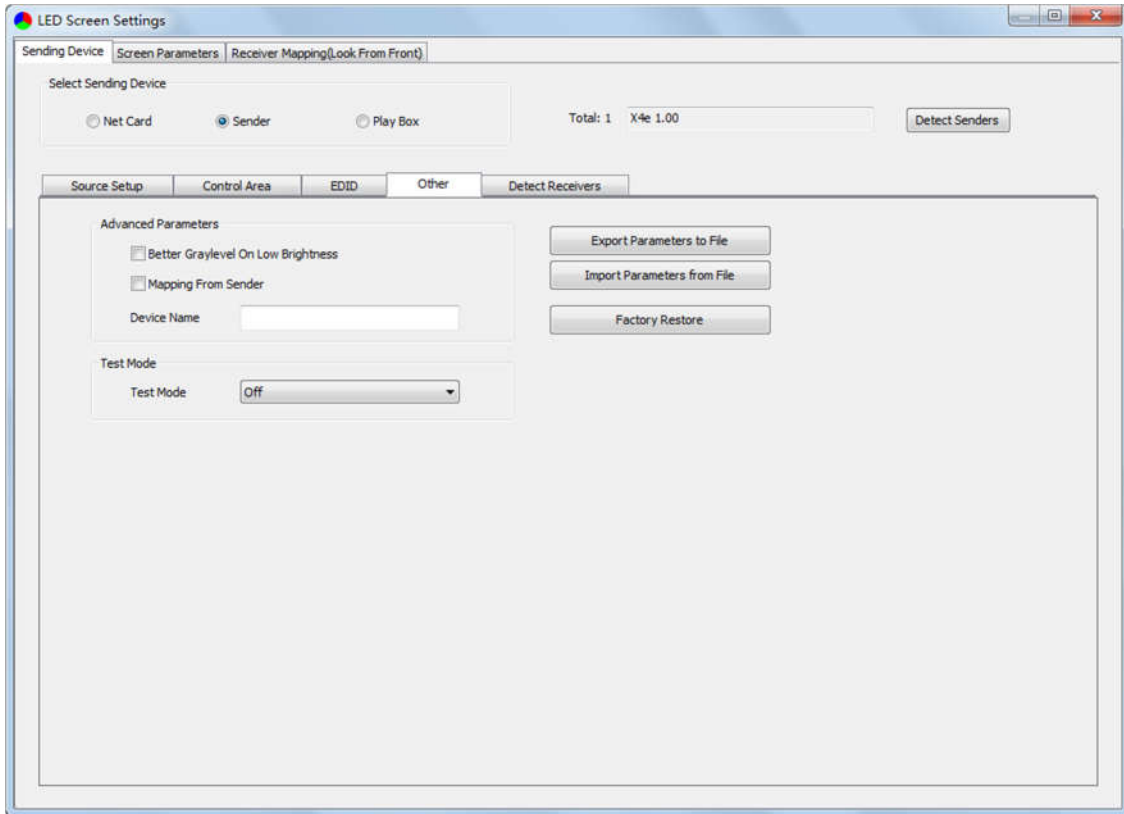 LED Screen Settings
Sending Device Screen Parameters Receiver Mapping(Look From Front)
Select Sending Device
Net Card Sender Play Box Total: 1 X4e 1.00 Detect Senders
Source Setup Control Area EDID Other Detect Receivers
Advanced Parameters
Better Graylevel On Low Brightness
Mapping From Sender
Device Name
Export Parameters to File
Import Parameters from File
Factory Restore
Test Mode
Test Mode Off